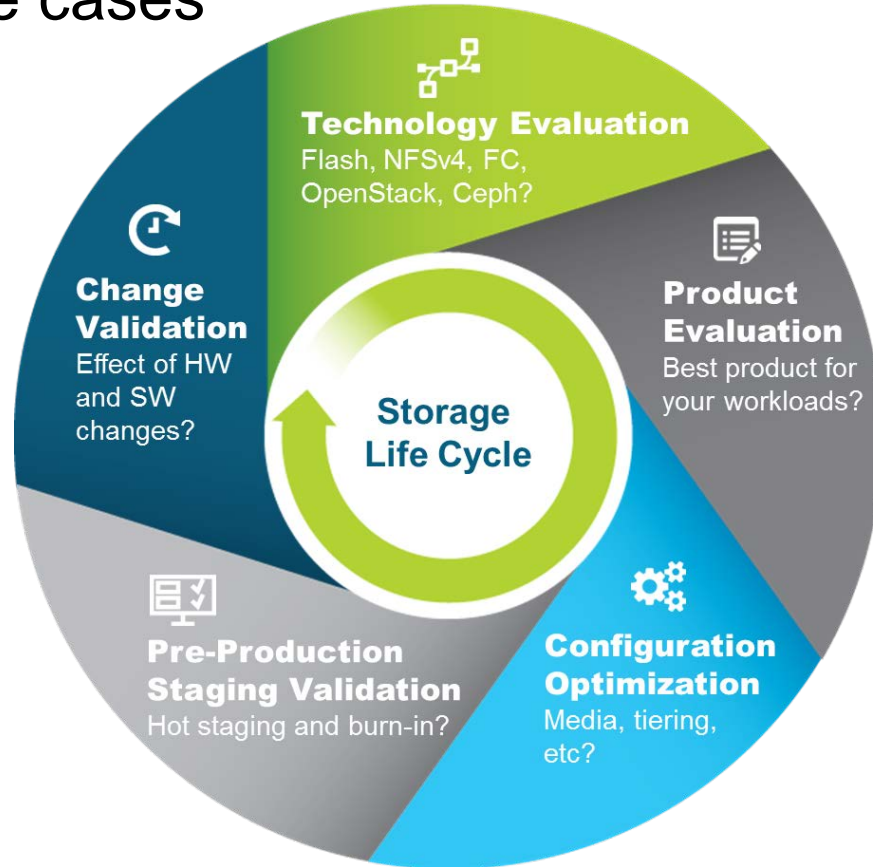 e cases
Technology Evaluation
Flash, NFSv4, FC,
OpenStack, Ceph?
Product
Evaluation
Best product for
your workloads?
Configuration
Optimization
Media, tiering,
etc?
Pre-Production
Staging Validation
Hot staging and burn-in?
Change
Validation
Effect of HW
and SW
changes?
Storage
Life Cycle